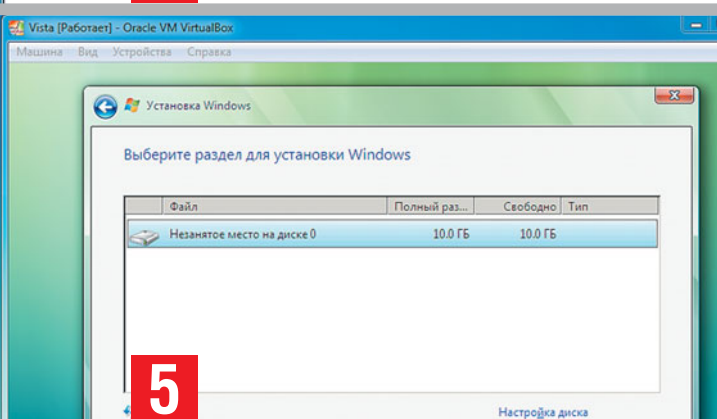 Vista [Работает] - Oracle VM VirtualBox
Машина Вид Устройства Справка
Установка Windows
Выберите раздел для установки Windows
Файл Полный раз... Свободно Тип
Незанятое место на диске 0 10.0 ГБ 10.0 ГБ
5
Настройка диска